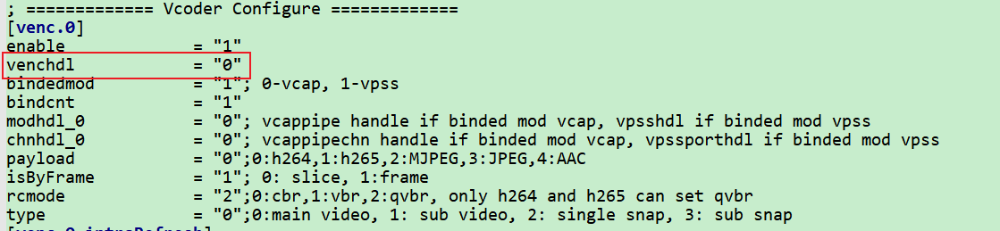 ; ============= Vcoder Configure =============
[venc.0]
enable = "1"
venchdl = "0"
bindedmod = "1"; 0-vcap, 1-vpss
bindcnt = "1"
modhdl_0 = "0"; vcappipe handle if binded mod vcap, vpsshdl if binded mod vpss
chnhdl_0 = "0"; vcappipechn handle if binded mod vcap, vpssporthdl if binded mod vpss
payload = "0";0:h264,1:h265,2:MJPEG,3:JPEG,4:AAC
isByFrame = "1"; 0: slice, 1:frame
rcmode = "2";0:cbr,1:vbr,2:qvbr, only h264 and h265 can set qvbr
type = "0";0:main video, 1: sub video, 2: single snap, 3: sub snap
[venc.0.intraRefresh]